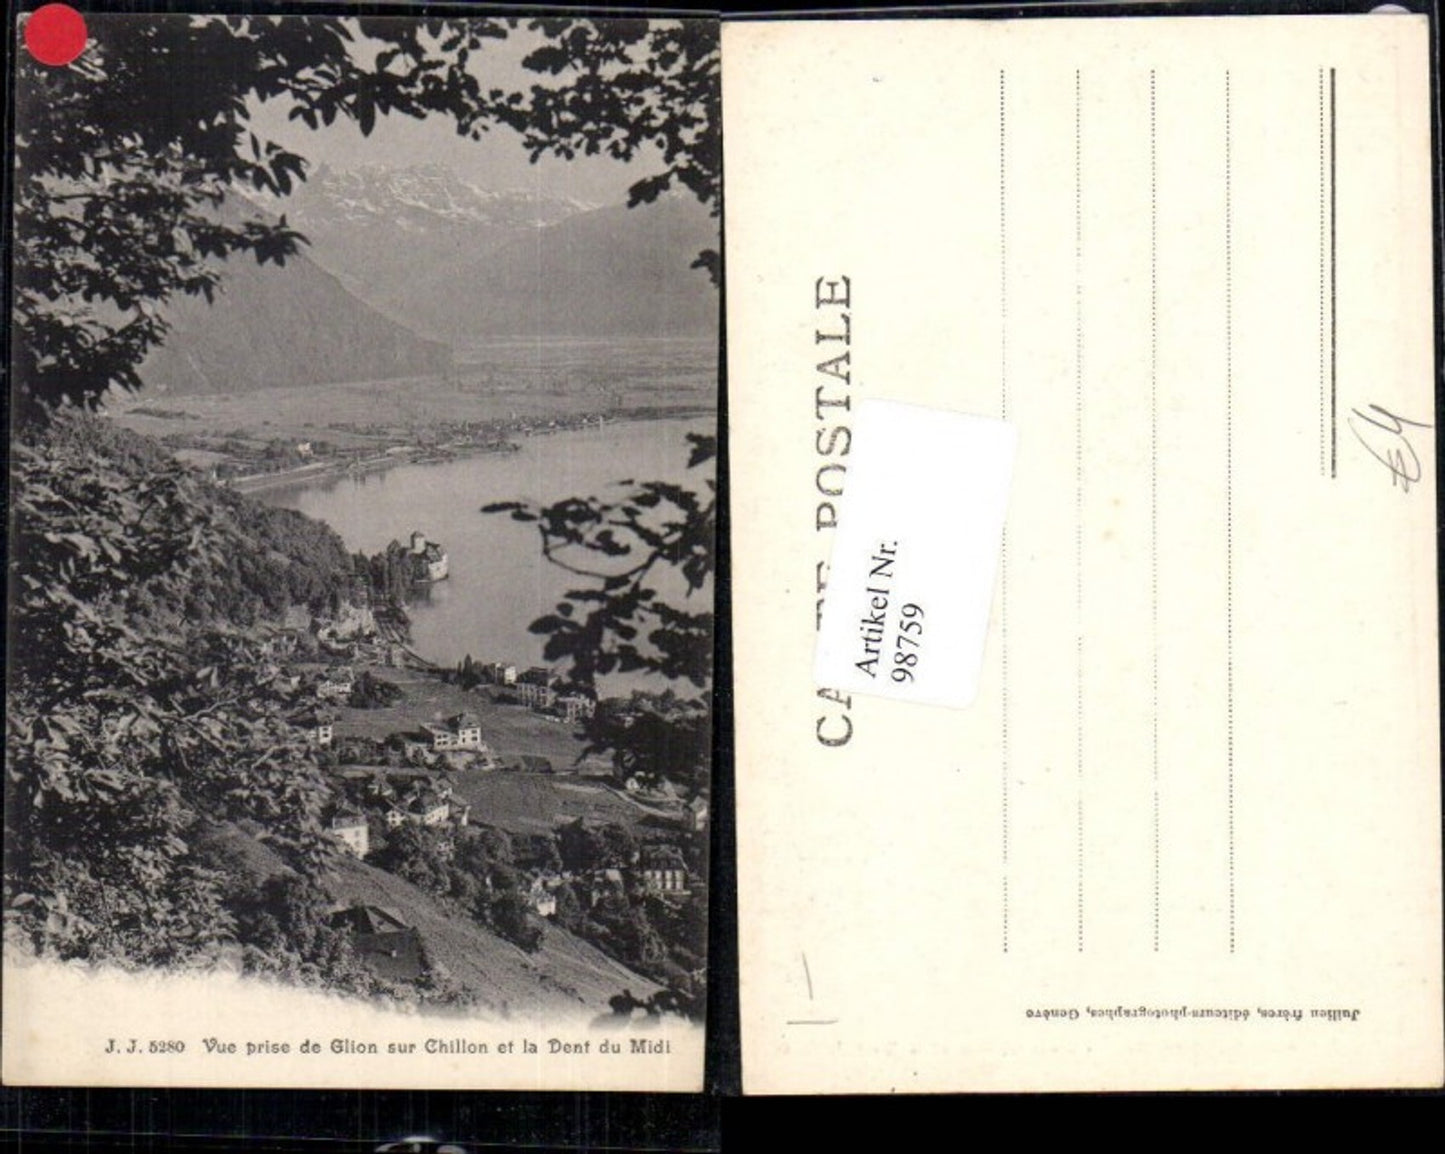 J. J. 5280 Vue prise de Glion sur Chillon et la Dent du Midi
CARTE POSTALE
Artikel Nr.
98759
Jullien frères, éditeurs-photographes, Genève